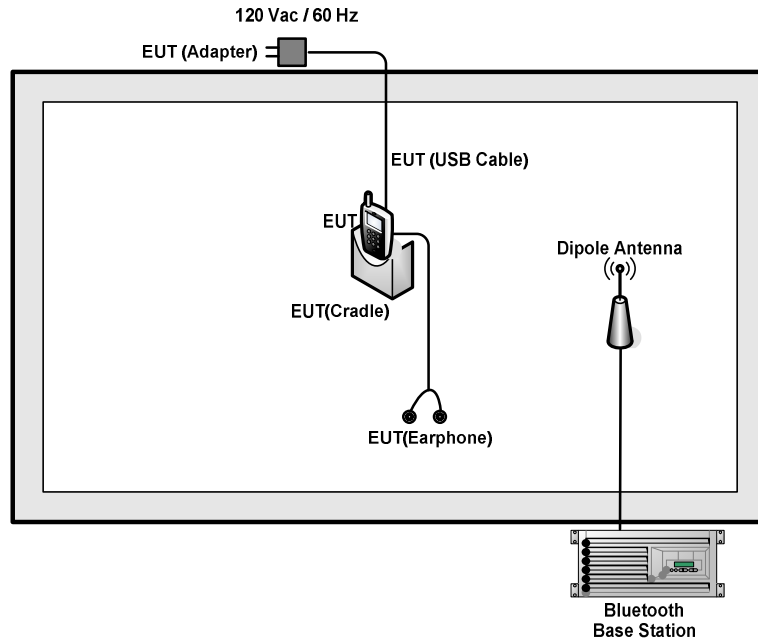 120 Vac / 60 Hz
EUT (Adapter)
EUT (USB Cable)
EUT
Dipole Antenna
EUT(Cradle)
EUT(Earphone)
Bluetooth
Base Station